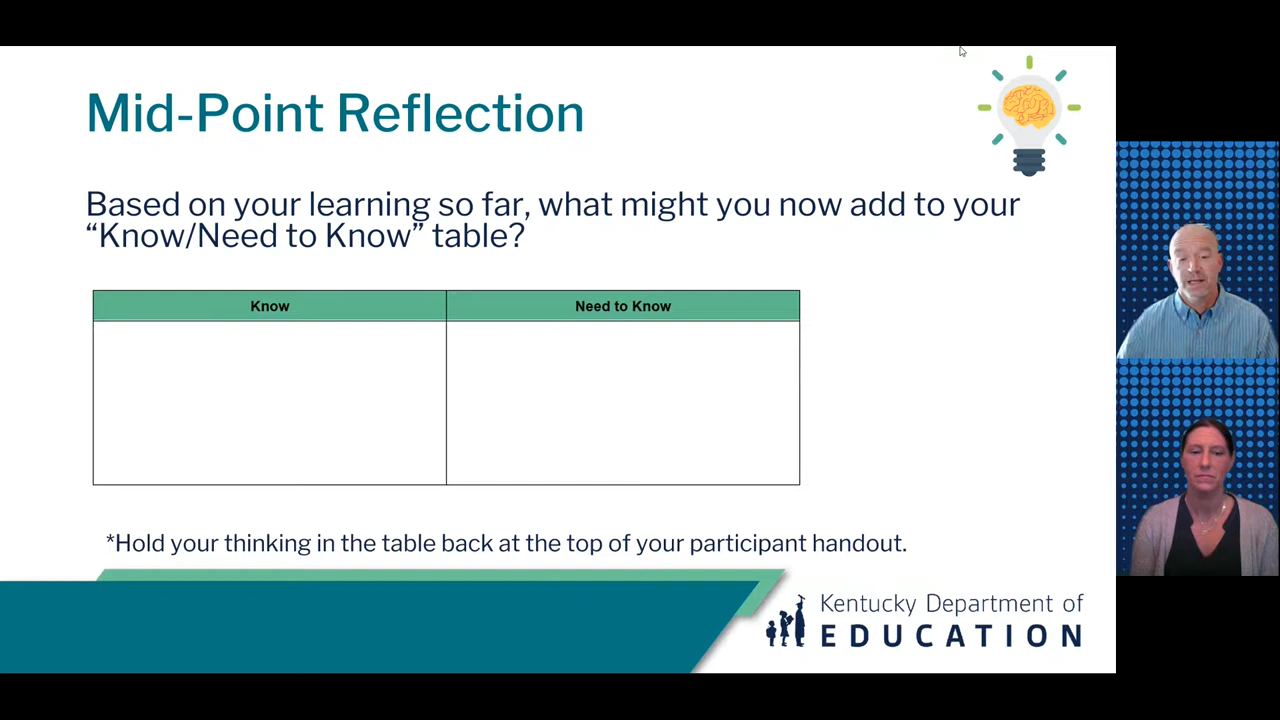 Mid-Point Reflection
Based on your learning so far, what might you now add to your
“Know/Need to Know” table?
Know
Need to Know
*Hold your thinking in the table back at the top of your participant handout.
Kentucky Department of
EDUCATION